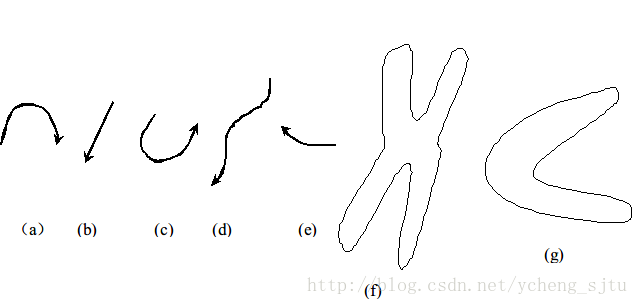 （a） (b) (c) (d) (e)
(g)
http://blog.csdn.net/ycheng_sjtu
(f)